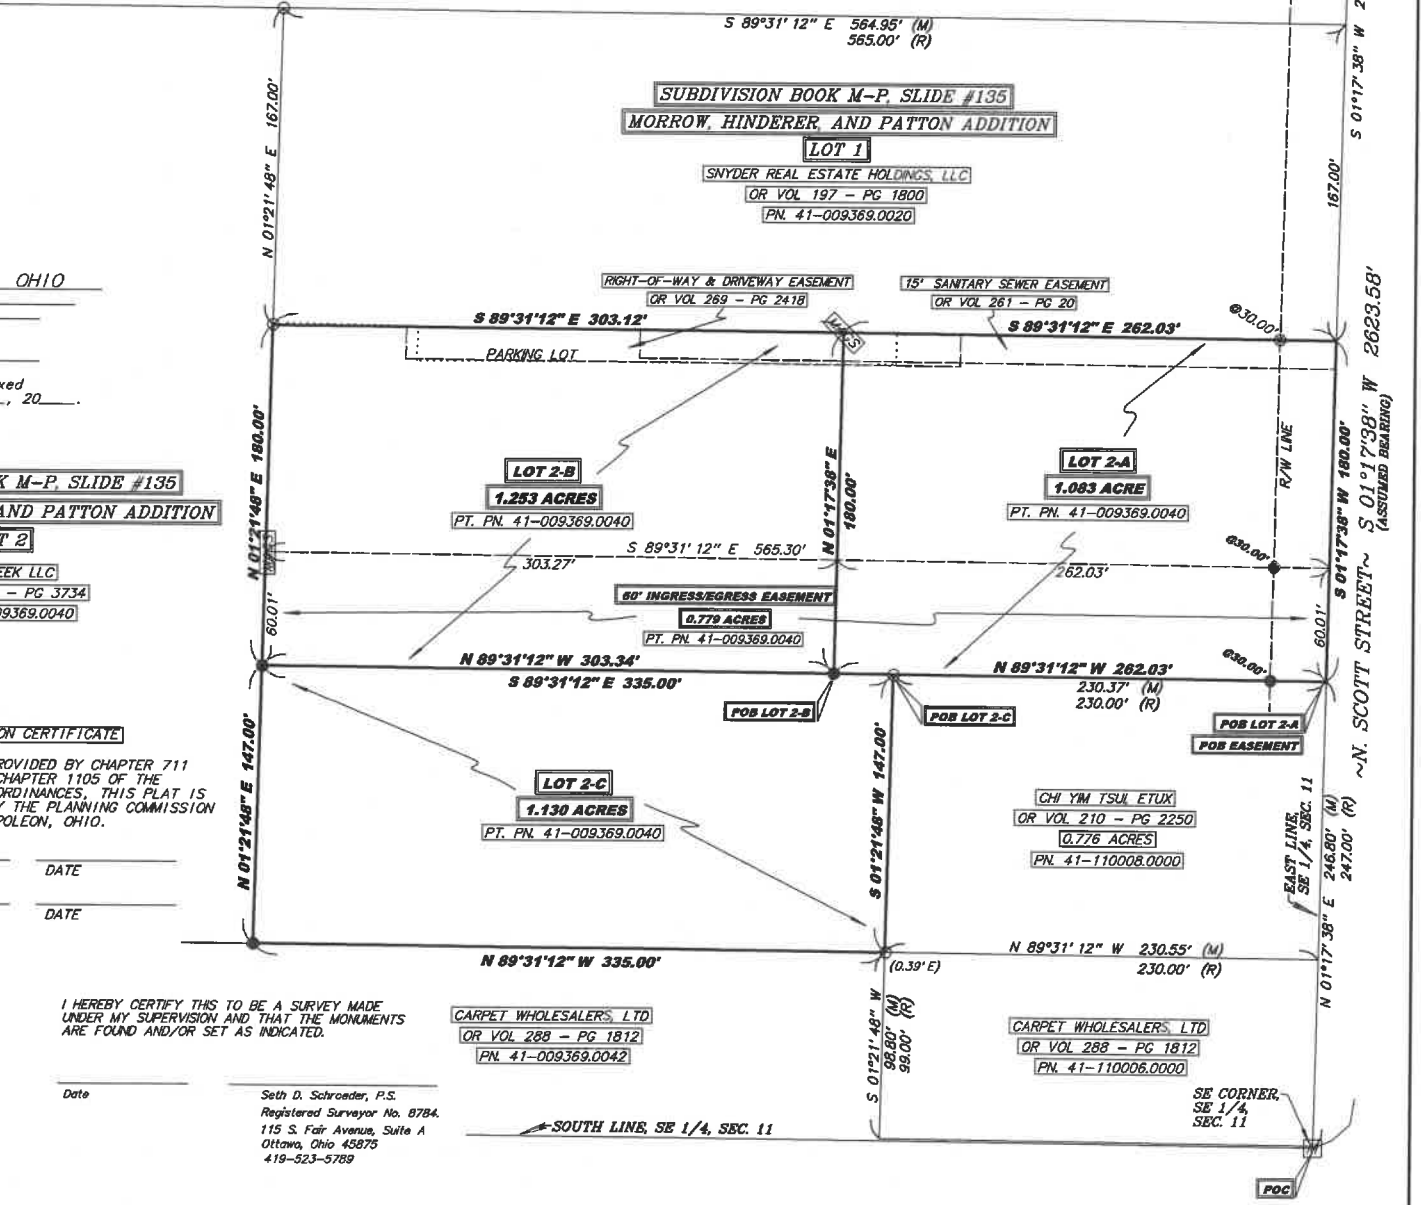 S 89°31'12" E 564.95' (M)
565.00' (R)
N 01°21'48" E 167.00'
SUBDIVISION BOOK M-P, SLIDE #135
MORROW, HINDERER, AND PATTON ADDITION
LOT 1
SNYDER REAL ESTATE HOLDINGS, LLC
OR VOL 197 - PG 1800
PN. 41-009369.0020
S 01°17'38" W 2
167.00'
OHIO
RIGHT-OF-WAY & DRIVEWAY EASEMENT
OR VOL 269 - PG 2418
15' SANITARY SEWER EASEMENT
OR VOL 261 - PG 20
S 89°31'12" E 303.12'
S 89°31'12" E 262.03'
@30.00'
PARKING LOT
xed
, 20___.
N 01°21'48" E 180.00'
LOT 2-B
1.253 ACRES
PT. PN. 41-009369.0040
N 01°17'38" E
180.00'
LOT 2-A
1.083 ACRE
PT. PN. 41-009369.0040
R/W LINE
S 01°17'38" W 180.00'
~N. SCOTT STREET~ S 01°17'38" W 2623.58'
(ASSUMED BEARING)
K M-P, SLIDE #135
AND PATTON ADDITION
T 2
EEK LLC
- PG 3734
09369.0040
S 89°31'12" E 565.30'
303.27'
262.03'
@30.00'
60' INGRESS/EGRESS EASEMENT
0.779 ACRES
PT. PN. 41-009369.0040
60.01'
60.01'
N 89°31'12" W 303.34'
S 89°31'12" E 335.00'
N 89°31'12" W 262.03'
230.37' (M)
230.00' (R)
@30.00'
POB LOT 2-B
POB LOT 2-C
POB LOT 2-A
POB EASEMENT
ON CERTIFICATE
ROVIDED BY CHAPTER 711
CHAPTER 1105 OF THE
ORDINANCES, THIS PLAT IS
Y THE PLANNING COMMISSION
POLEON, OHIO.
DATE
DATE
N 01°21'48" E 147.00'
LOT 2-C
1.130 ACRES
PT. PN. 41-009369.0040
S 01°21'48" W 147.00'
CHI YIM TSUI, ETUX
OR VOL 210 - PG 2250
0.776 ACRES
PN. 41-110008.0000
EAST LINE,
SE 1/4, SEC. 11
N 01°17'38" E 246.80' (M)
247.00' (R)
N 89°31'12" W 335.00'
N 89°31'12" W 230.55' (M)
230.00' (R)
(0.39' E)
I HEREBY CERTIFY THIS TO BE A SURVEY MADE
UNDER MY SUPERVISION AND THAT THE MONUMENTS
ARE FOUND AND/OR SET AS INDICATED.
CARPET WHOLESALERS, LTD
OR VOL 288 - PG 1812
PN. 41-009369.0042
S 01°21'48" W
98.80' (M)
99.00' (R)
CARPET WHOLESALERS, LTD
OR VOL 288 - PG 1812
PN. 41-110006.0000
Date
Seth D. Schroeder, P.S.
Registered Surveyor No. 8784.
115 S. Fair Avenue, Suite A
Ottawa, Ohio 45875
419-523-5789
SOUTH LINE, SE 1/4, SEC. 11
SE CORNER,
SE 1/4,
SEC. 11
POC